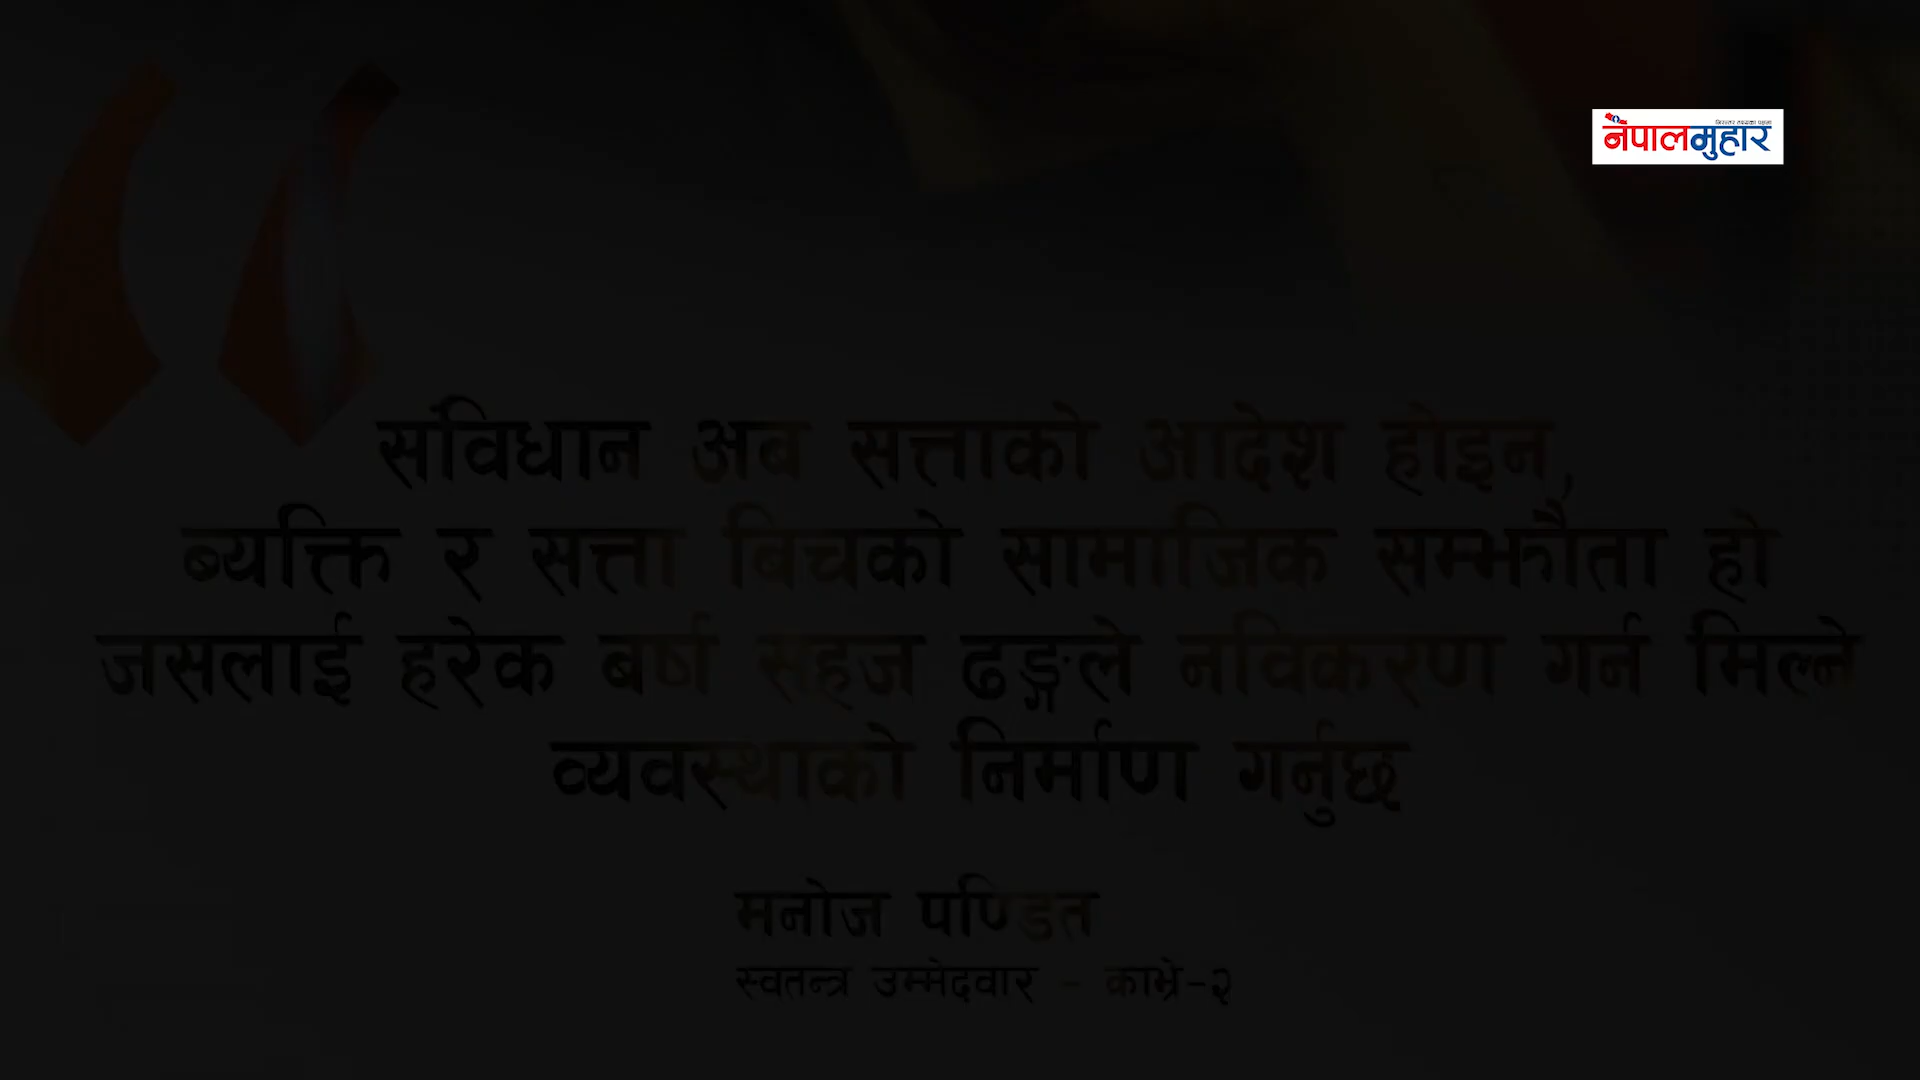 नेपालमुहार
संविधान अब सत्ताको आदेश होइन,
ब्यक्ति र सत्ता बिचको सामाजिक सम्झौता हो
जसलाई हरेक बर्ष सहज ढङ्गले नविकरण गर्न मिल्ने
व्यवस्थाको निर्माण गर्नुछ
मनोज पण्डित
स्वतन्त्र उम्मेदवार - काभ्रे-२